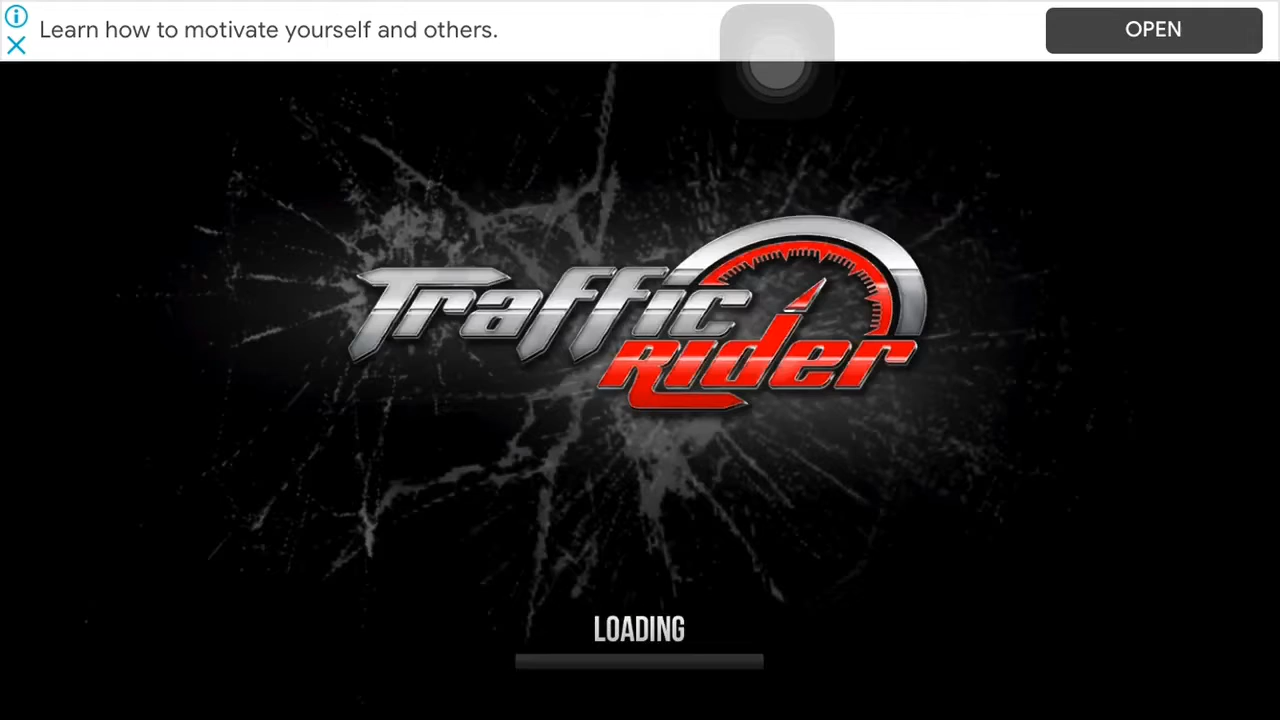 Learn how to motivate yourself and others.
OPEN
Traffic
Rider
LOADING